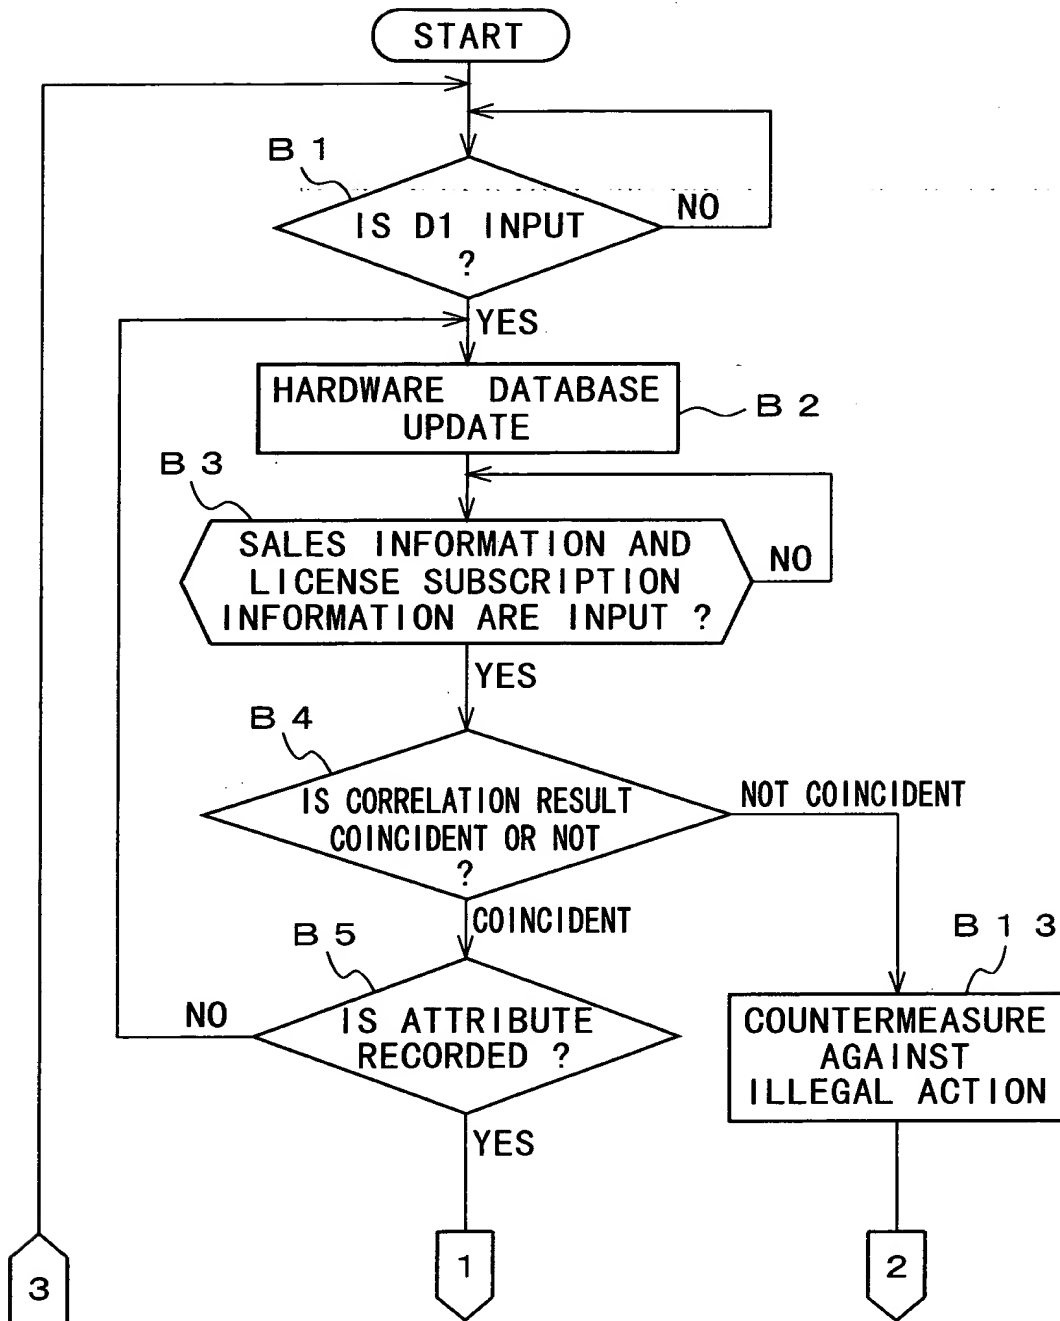 START
B 1
IS D1 INPUT
?
NO
YES
HARDWARE DATABASE
UPDATE
B 2
B 3
SALES INFORMATION AND
LICENSE SUBSCRIPTION
INFORMATION ARE INPUT ?
NO
YES
B 4
IS CORRELATION RESULT
COINCIDENT OR NOT
?
NOT COINCIDENT
COINCIDENT
B 5
IS ATTRIBUTE
RECORDED ?
NO
YES
B 1 3
COUNTERMEASURE
AGAINST
ILLEGAL ACTION
3
1
2